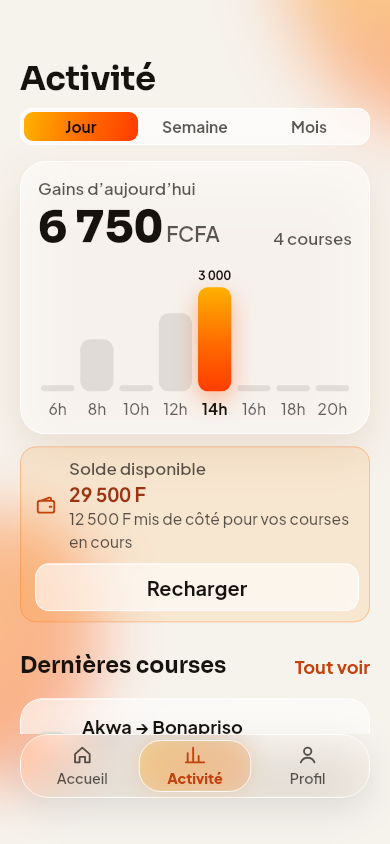 Activité
Jour Semaine Mois
Gains d’aujourd’hui
6 750 FCFA
4 courses
3 000
6h 8h 10h 12h 14h 16h 18h 20h
Solde disponible
29 500 F
12 500 F mis de côté pour vos courses
en cours
Recharger
Dernières courses Tout voir
Akwa → Bonapriso
Accueil Activité Profil